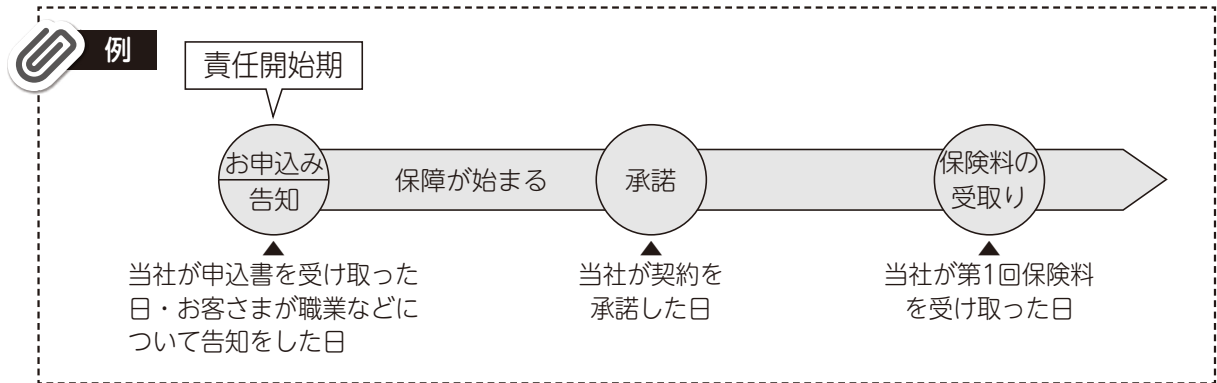 例
責任開始期
お申込み
告知
保障が始まる
承諾
保険料の
受取り
当社が申込書を受け取った
日・お客さまが職業などに
ついて告知をした日
当社が契約を
承諾した日
当社が第1回保険料
を受け取った日